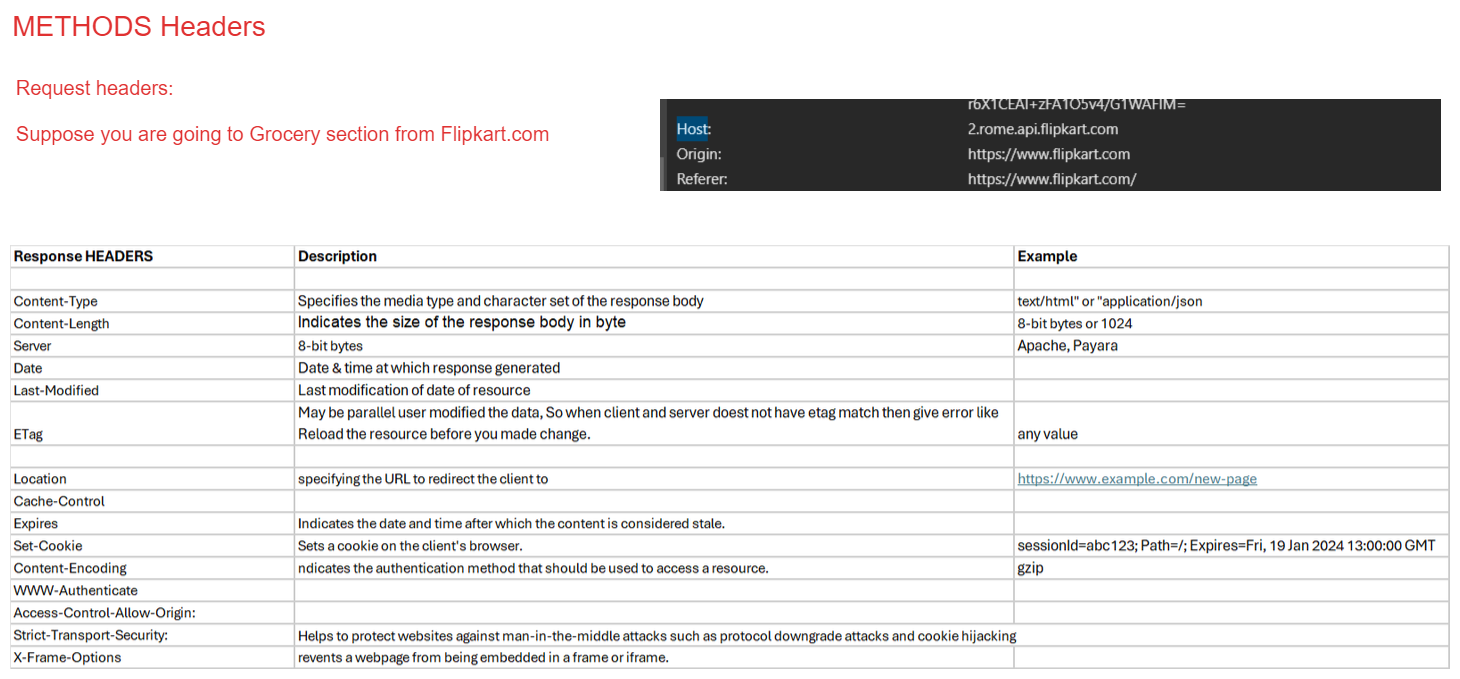 METHODS Headers
Request headers:
Suppose you are going to Grocery section from Flipkart.com
Host: 2.rome.api.flipkart.com
Origin: https://www.flipkart.com
Referer: https://www.flipkart.com/
Response HEADERS Description Example
Content-Type Specifies the media type and character set of the response body text/html" or "application/json
Content-Length Indicates the size of the response body in byte 8-bit bytes or 1024
Server 8-bit bytes Apache, Payara
Date Date & time at which response generated
Last-Modified Last modification of date of resource
May be parallel user modified the data, So when client and server doest not have etag match then give error like
ETag Reload the resource before you made change. any value
Location specifying the URL to redirect the client to https://www.example.com/new-page
Cache-Control
Expires Indicates the date and time after which the content is considered stale.
Set-Cookie Sets a cookie on the client's browser. sessionId=abc123; Path=/; Expires=Fri, 19 Jan 2024 13:00:00 GMT
Content-Encoding ndicates the authentication method that should be used to access a resource. gzip
WWW-Authenticate
Access-Control-Allow-Origin:
Strict-Transport-Security: Helps to protect websites against man-in-the-middle attacks such as protocol downgrade attacks and cookie hijacking
X-Frame-Options revents a webpage from being embedded in a frame or iframe.